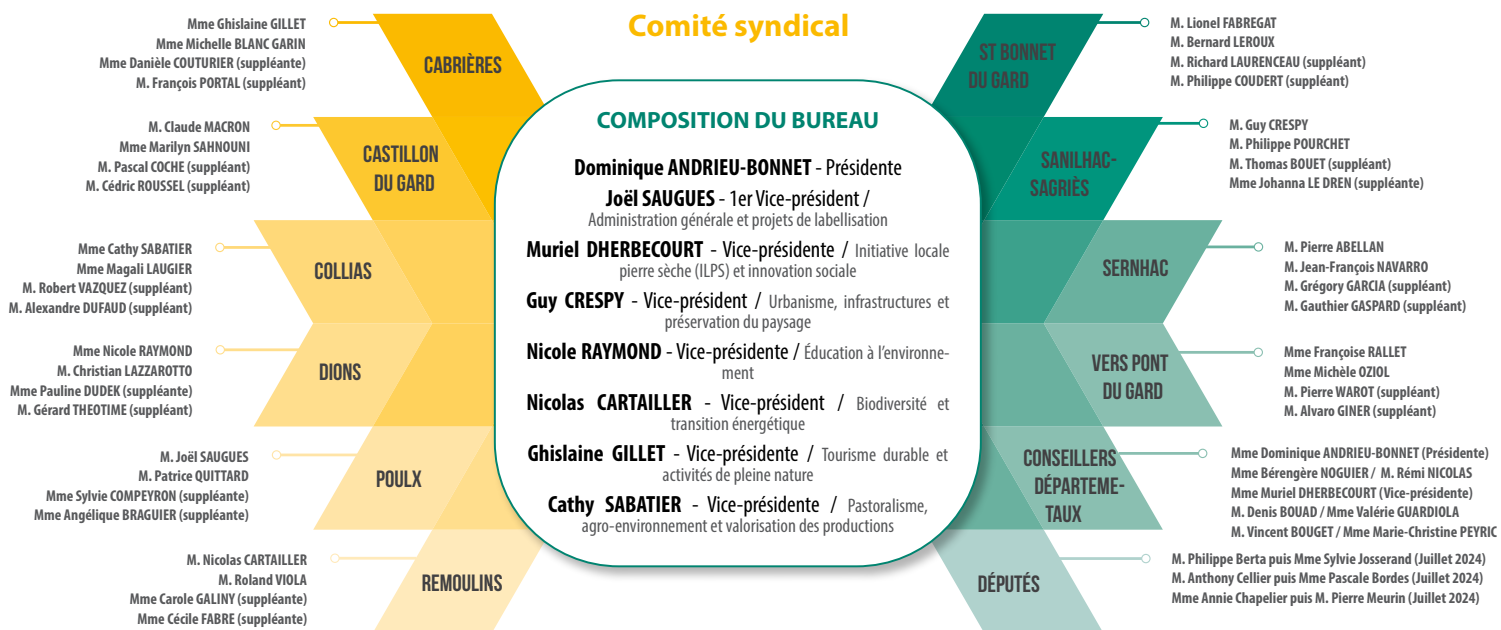 Comité syndical
Mme Ghislaine GILLET
Mme Michelle BLANC GARIN
Mme Danièle COUTURIER (suppléante)
M. François PORTAL (suppléant)
CABRIÈRES
M. Claude MACRON
Mme Marilyn SAHNOUNI
M. Pascal COCHE (suppléant)
M. Cédric ROUSSEL (suppléant)
CASTILLON
DU GARD
Mme Cathy SABATIER
Mme Magali LAUGIER
M. Robert VAZQUEZ (suppléant)
M. Alexandre DUFAUD (suppléant)
COLLIAS
Mme Nicole RAYMOND
M. Christian LAZZAROTTO
Mme Pauline DUDEK (suppléante)
M. Gérard THEOTIME (suppléant)
DIONS
M. Joël SAUGUES
M. Patrice QUITTARD
Mme Sylvie COMPEYRON (suppléante)
Mme Angélique BRAGUIER (suppléante)
POULX
M. Nicolas CARTAILLER
M. Roland VIOLA
Mme Carole GALINY (suppléante)
Mme Cécile FABRE (suppléante)
REMOULINS
COMPOSITION DU BUREAU
Dominique ANDRIEU-BONNET - Présidente
Joël SAUGUES - 1er Vice-président /
Administration générale et projets de labellisation
Muriel DHERBECOURT - Vice-présidente / Initiative locale
pierre sèche (ILPS) et innovation sociale
Guy CRESPY - Vice-président / Urbanisme, infrastructures et
préservation du paysage
Nicole RAYMOND - Vice-présidente / Éducation à l'environne-
ment
Nicolas CARTAILLER - Vice-président / Biodiversité et
transition énergétique
Ghislaine GILLET - Vice-présidente / Tourisme durable et
activités de pleine nature
Cathy SABATIER - Vice-présidente / Pastoralisme,
agro-environnement et valorisation des productions
ST BONNET
DU GARD
M. Lionel FABREGAT
M. Bernard LEROUX
M. Richard LAURENCEAU (suppléant)
M. Philippe COUDERT (suppléant)
SANILHAC-
SAGRIÈS
M. Guy CRESPY
M. Philippe POURCHET
M. Thomas BOUET (suppléant)
Mme Johanna LE DREN (suppléante)
SERNHAC
M. Pierre ABELLAN
M. Jean-François NAVARRO
M. Grégory GARCIA (suppléant)
M. Gauthier GASPARD (suppléant)
VERS PONT
DU GARD
Mme Françoise RALLET
Mme Michèle OZIOL
M. Pierre WAROT (suppléant)
M. Alvaro GINER (suppléant)
CONSEILLERS
DÉPARTEME-
TAUX
Mme Dominique ANDRIEU-BONNET (Présidente)
Mme Bérengère NOGUIER / M. Rémi NICOLAS
Mme Muriel DHERBECOURT (Vice-présidente)
M. Denis BOUAD / Mme Valérie GUARDIOLA
M. Vincent BOUGET / Mme Marie-Christine PEYRIC
DÉPUTÉS
M. Philippe Berta puis Mme Sylvie Josserand (Juillet 2024)
M. Anthony Cellier puis Mme Pascale Bordes (Juillet 2024)
Mme Annie Chapelier puis M. Pierre Meurin (Juillet 2024)